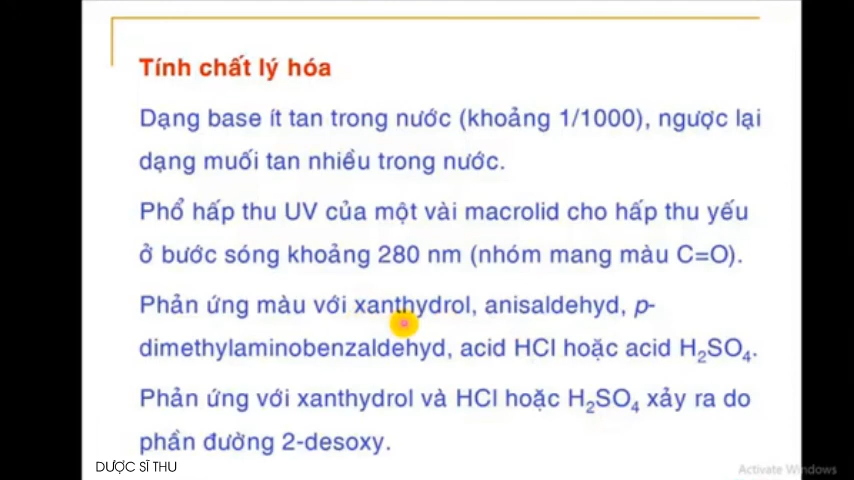 Tính chất lý hóa
Dạng base ít tan trong nước (khoảng 1/1000), ngược lại
dạng muối tan nhiều trong nước.
Phổ hấp thu UV của một vài macrolid cho hấp thu yếu
ở bước sóng khoảng 280 nm (nhóm mang màu C=O).
Phản ứng màu với xanthydrol, anisaldehyd, p-
dimethylaminobenzaldehyd, acid HCl hoặc acid H₂SO₄.
Phản ứng với xanthydrol và HCl hoặc H₂SO₄ xảy ra do
phần đường 2-desoxy.
DƯỢC SĨ THU
Activate Windows